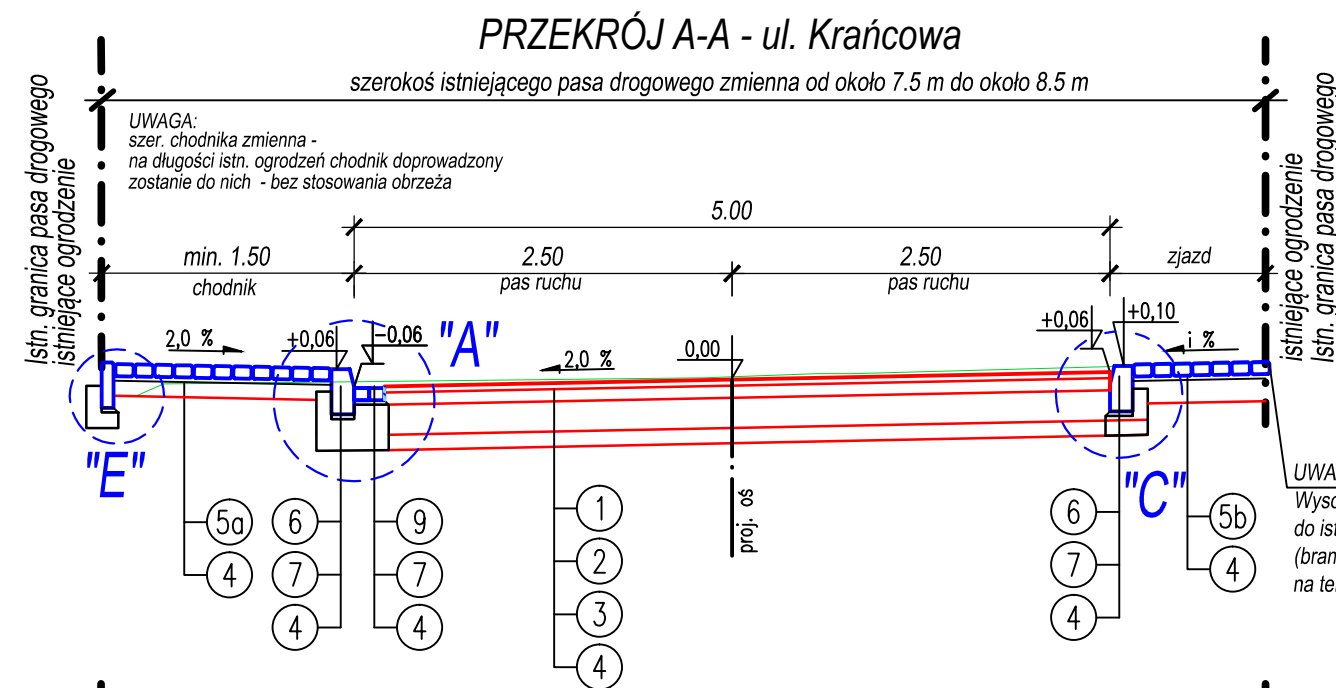 PRZEKRÓJ A-A - ul. Krańcowa
szerokoś istniejącego pasa drogowego zmienna od około 7.5 m do około 8.5 m
Istn. granica pasa drogowego
istniejące ogrodzenie
UWAGA:
szer. chodnika zmienna -
na długości istn. ogrodzeń chodnik doprowadzony
zostanie do nich - bez stosowania obrzeża
istniejące ogrodzenie
Istn. granica pasa drogowego
5.00
min. 1.50
chodnik
2.50
pas ruchu
2.50
pas ruchu
zjazd
2,0 %
+0,06
-0,06
"A"
2,0 %
0,00
+0,06
+0,10
i %
"E"
"C"
proj. oś
5a
4
6
7
4
9
7
4
1
2
3
4
6
7
4
5b
4
UWA
Wyso
do ist
(bran
na te